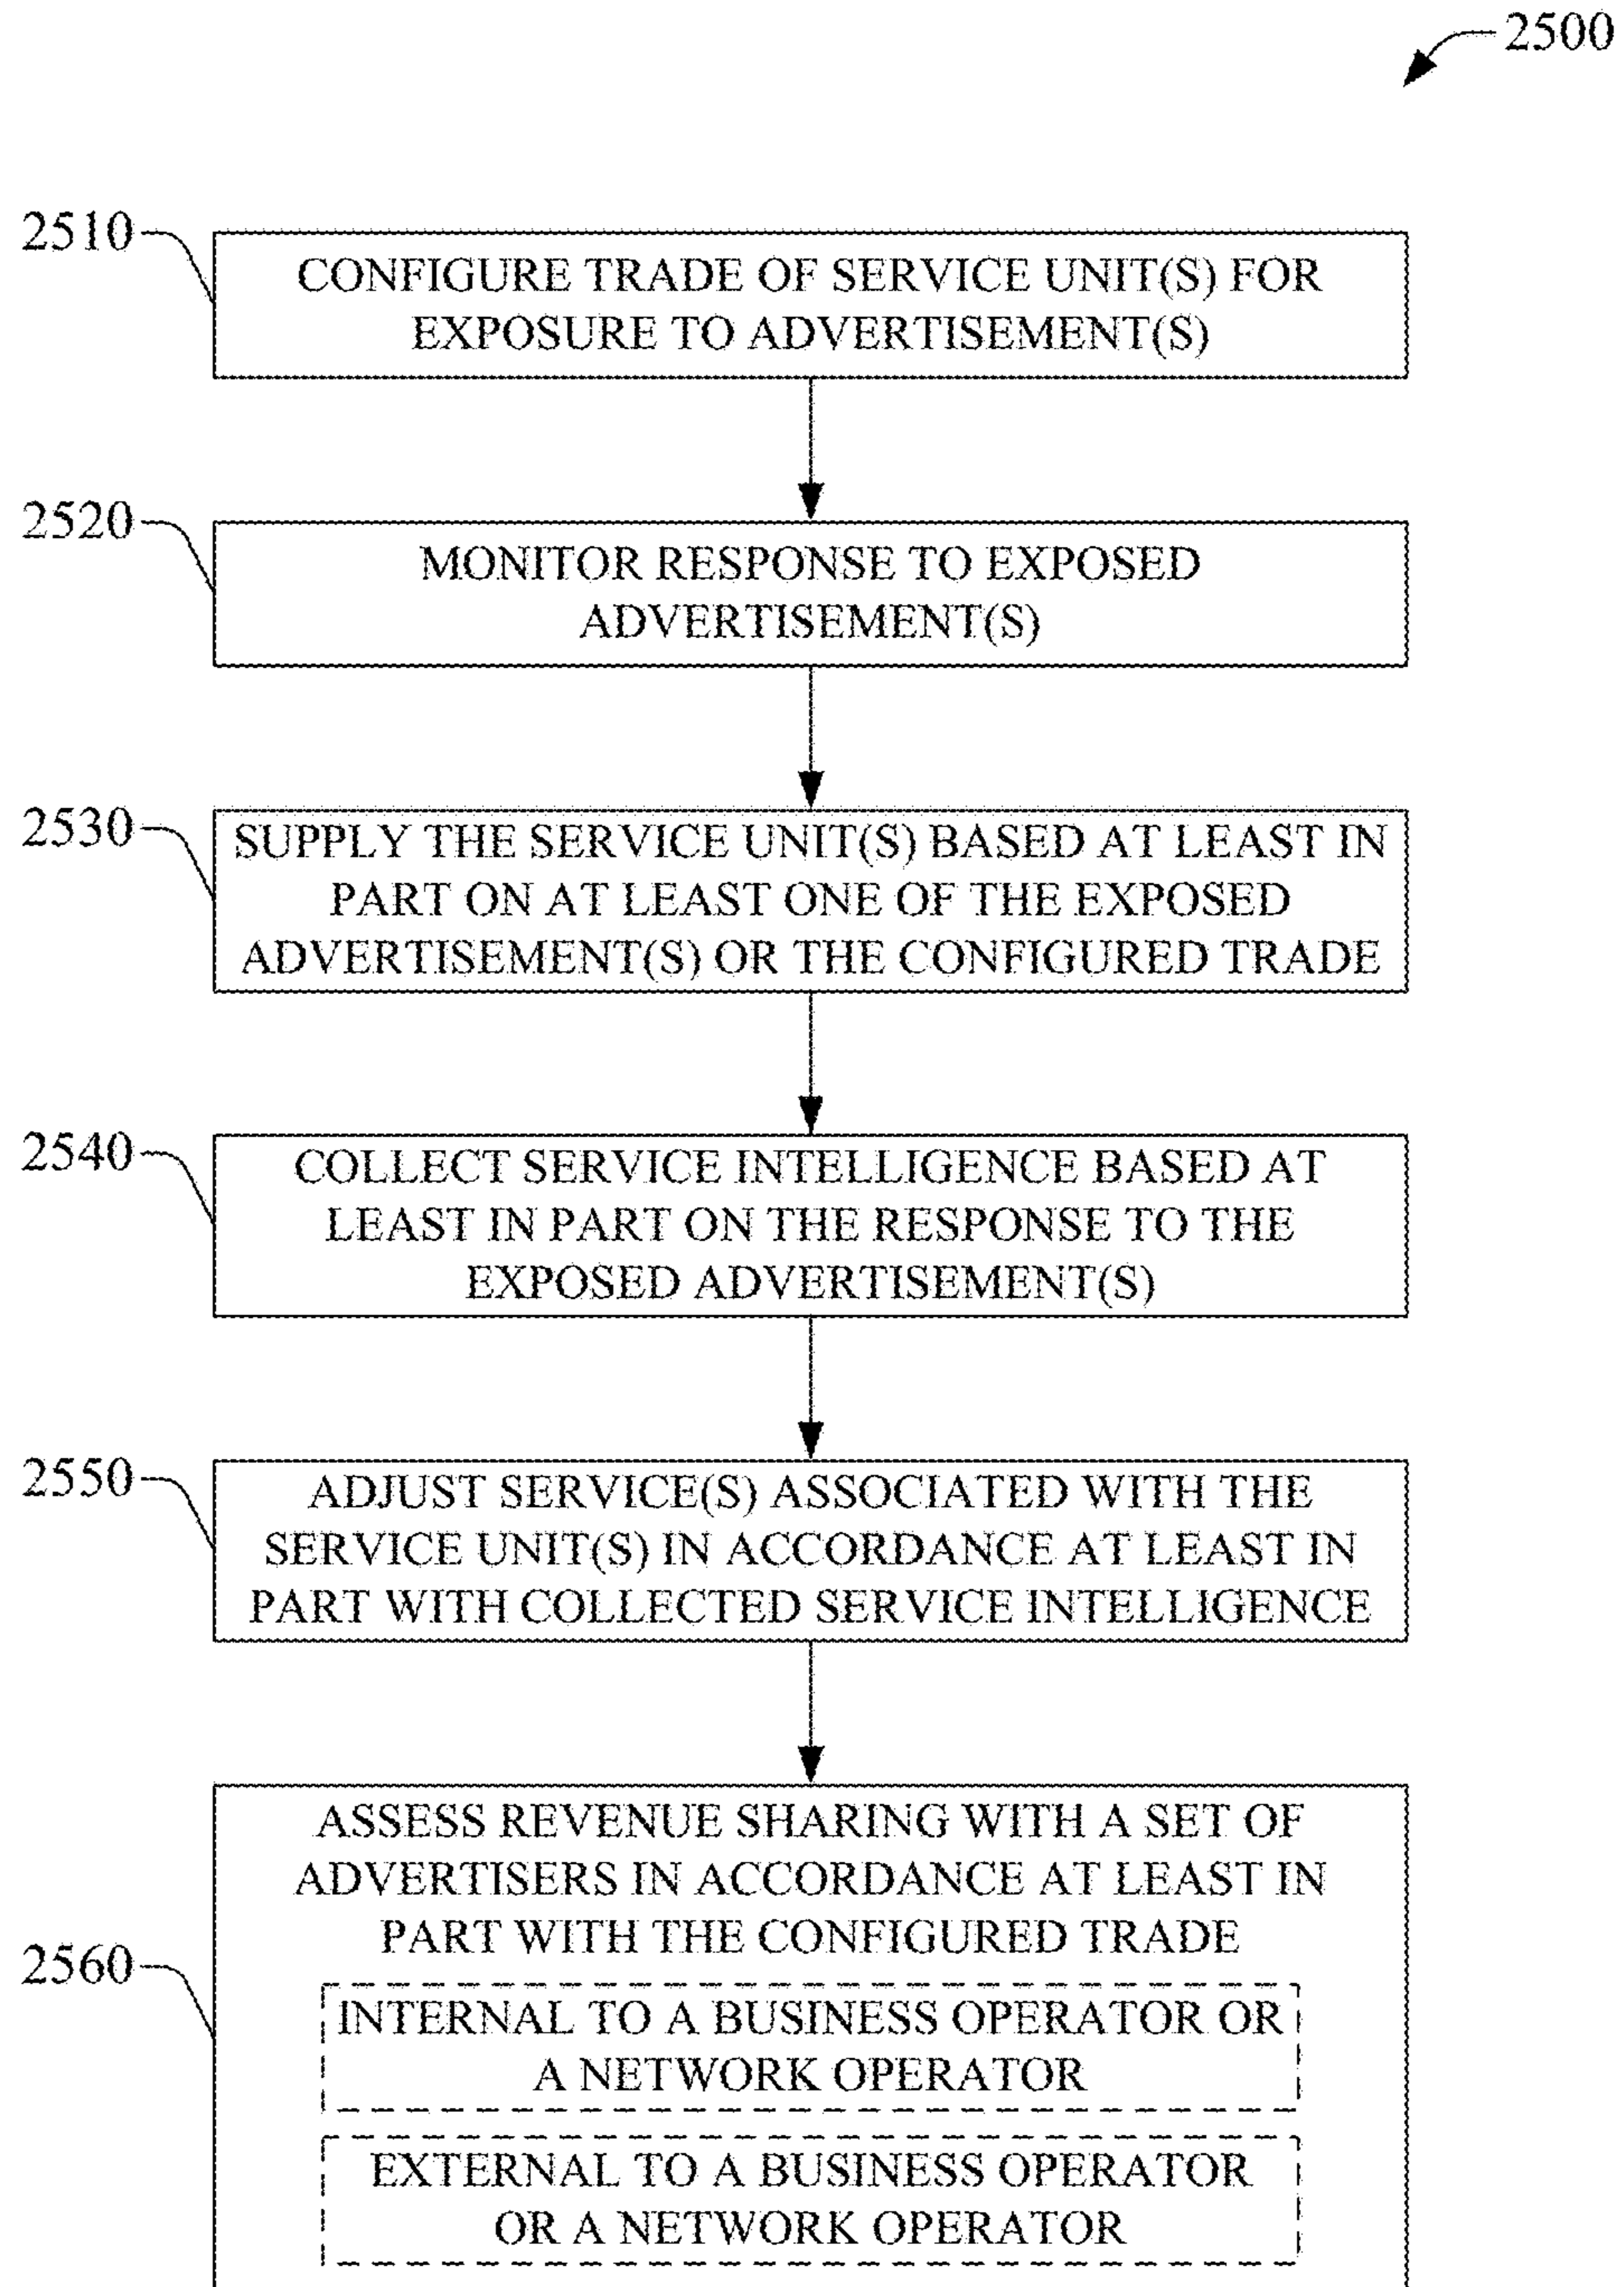 2500
2510
CONFIGURE TRADE OF SERVICE UNIT(S) FOR
EXPOSURE TO ADVERTISEMENT(S)
2520
MONITOR RESPONSE TO EXPOSED
ADVERTISEMENT(S)
2530
SUPPLY THE SERVICE UNIT(S) BASED AT LEAST IN
PART ON AT LEAST ONE OF THE EXPOSED
ADVERTISEMENT(S) OR THE CONFIGURED TRADE
2540
COLLECT SERVICE INTELLIGENCE BASED AT
LEAST IN PART ON THE RESPONSE TO THE
EXPOSED ADVERTISEMENT(S)
2550
ADJUST SERVICE(S) ASSOCIATED WITH THE
SERVICE UNIT(S) IN ACCORDANCE AT LEAST IN
PART WITH COLLECTED SERVICE INTELLIGENCE
2560
ASSESS REVENUE SHARING WITH A SET OF
ADVERTISERS IN ACCORDANCE AT LEAST IN
PART WITH THE CONFIGURED TRADE
INTERNAL TO A BUSINESS OPERATOR OR
A NETWORK OPERATOR
EXTERNAL TO A BUSINESS OPERATOR
OR A NETWORK OPERATOR